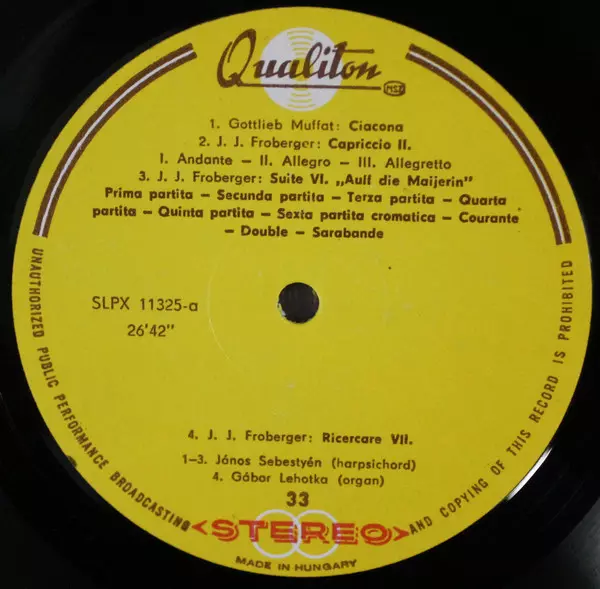 Qualiton
MSZ
1. Gottlieb Muffat: Ciacona
2. J. J. Froberger: Capriccio II.
I. Andante – II. Allegro – III. Allegretto
3. J. J. Froberger: Suite VI. „Aulf die Maijerin”
Prima partita – Secunda partita – Terza partita – Quarta
partita – Quinta partita – Sexta partita cromatica – Courante
– Double – Sarabande
SLPX 11325-a
26'42"
4. J. J. Froberger: Ricercare VII.
1–3. János Sebestyén (harpsichord)
4. Gábor Lehotka (organ)
33
STEREO
MADE IN HUNGARY
UNAUTHORIZED PUBLIC PERFORMANCE BROADCASTING AND COPYING OF THIS RECORD IS PROHIBITED